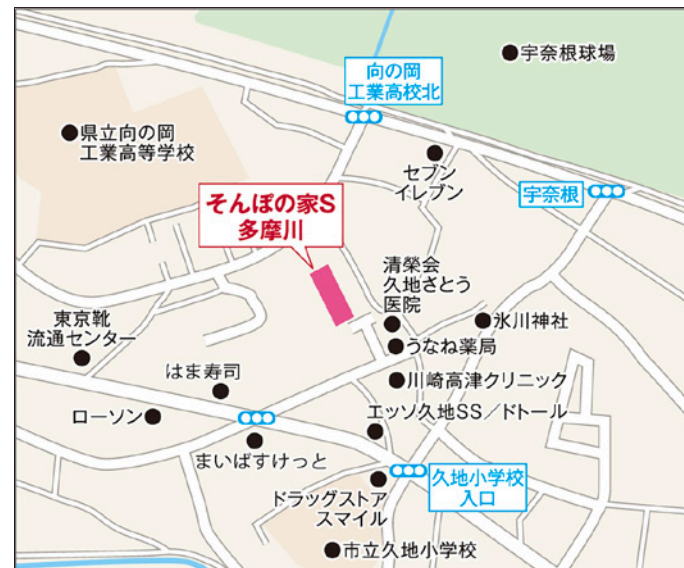 宇奈根球場
向の岡
工業高校北
県立向の岡
工業高等学校
セブン
イレブン
宇奈根
そんぽの家S
多摩川
清榮会
久地さとう
医院
氷川神社
うなね薬局
東京靴
流通センター
はま寿司
川崎高津クリニック
ローソン
エッソ久地SS／ドトール
まいばすけっと
久地小学校
入口
ドラッグストア
スマイル
市立久地小学校